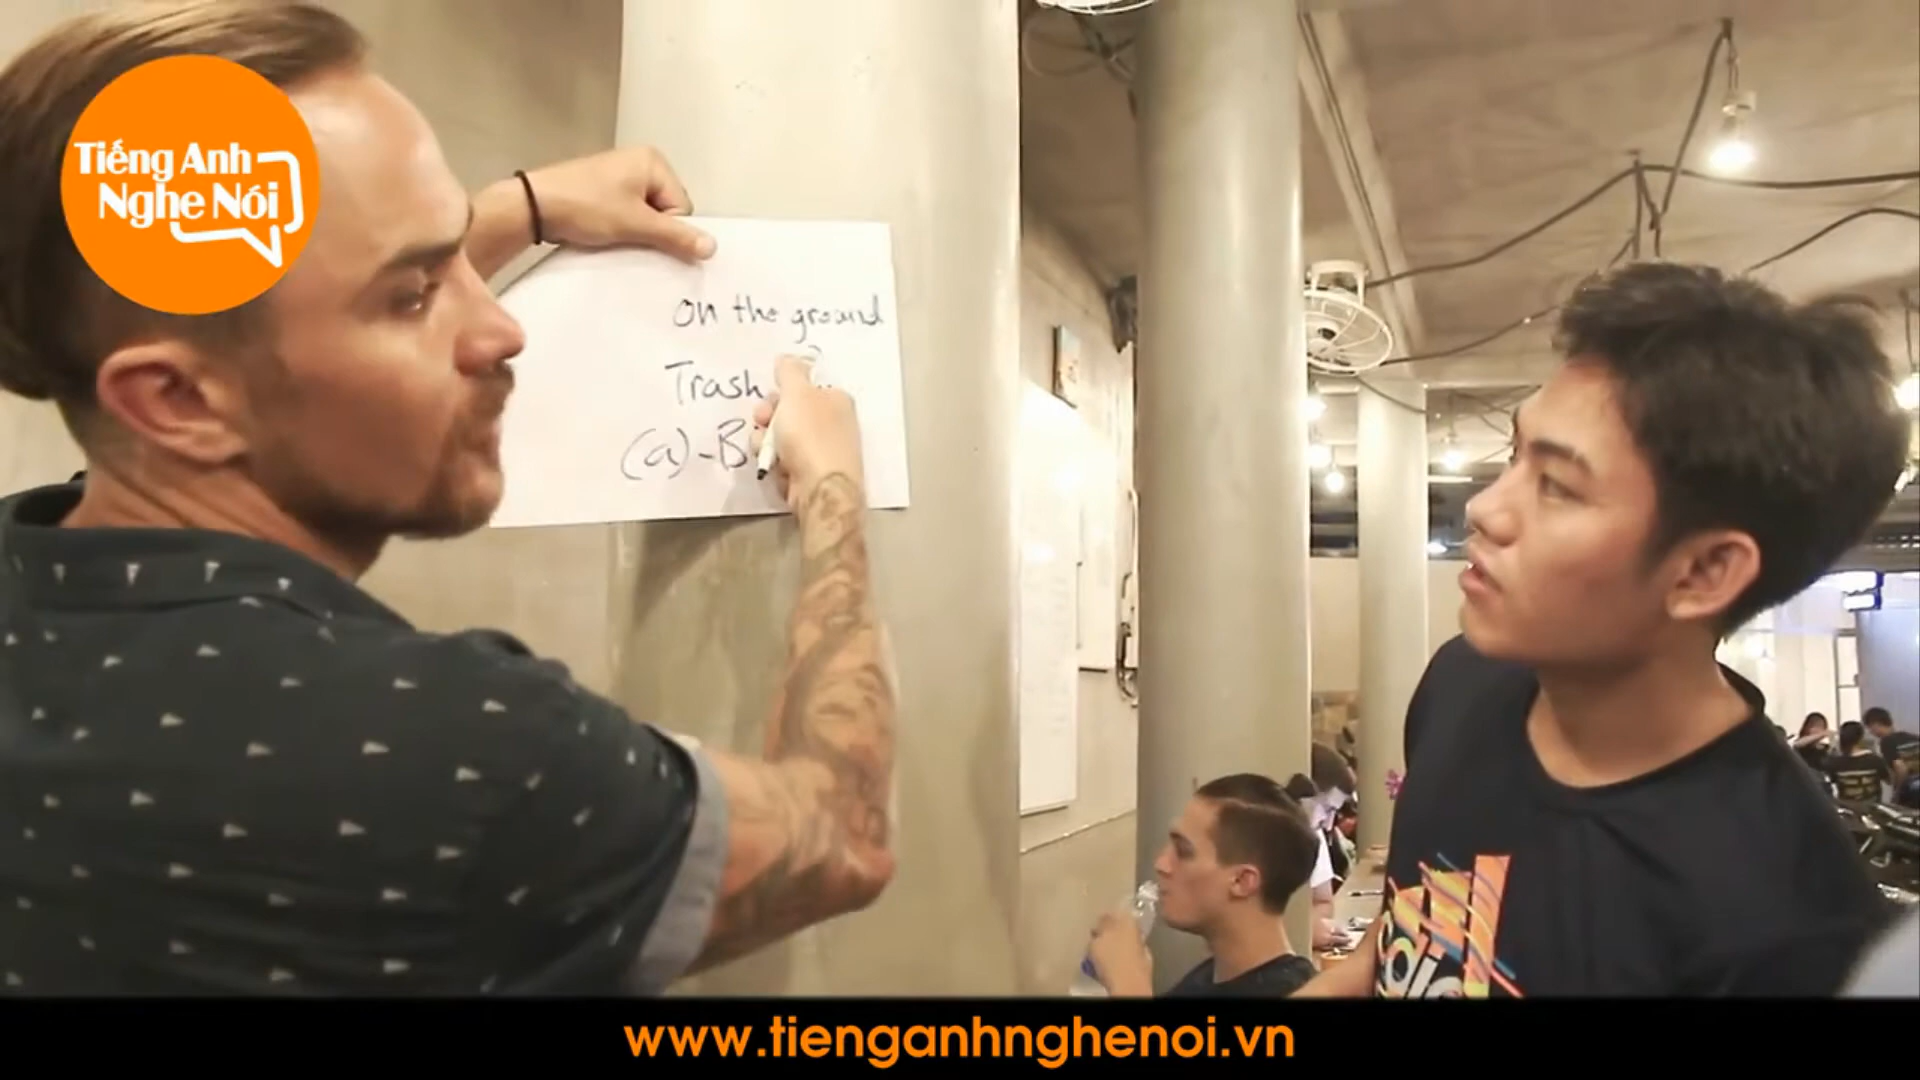 Tiếng Anh
Nghe Nói
on the ground
Trash
(a)-B
www.tienganhnghenoi.vn